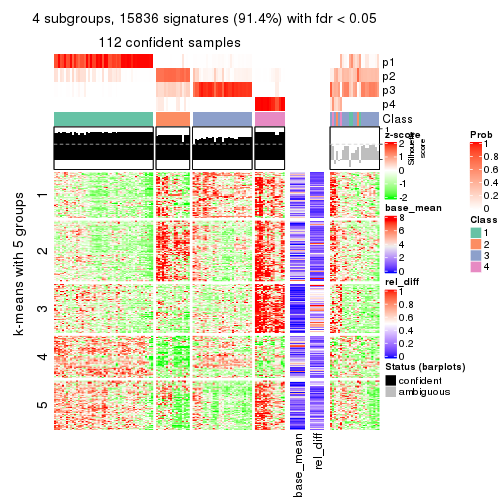 4 subgroups, 15836 signatures (91.4%) with fdr < 0.05
112 confident samples
p1
p2
p3
p4
Class
1
Silhouette
score
k-means with 5 groups
1
2
3
4
5
base_mean
rel_diff
z-score
2
1
0
-1
-2
base_mean
8
6
4
2
0
rel_diff
1
0.8
0.6
0.4
0.2
0
Status (barplots)
confident
ambiguous
Prob
1
0.8
0.6
0.4
0.2
0
Class
1
2
3
4